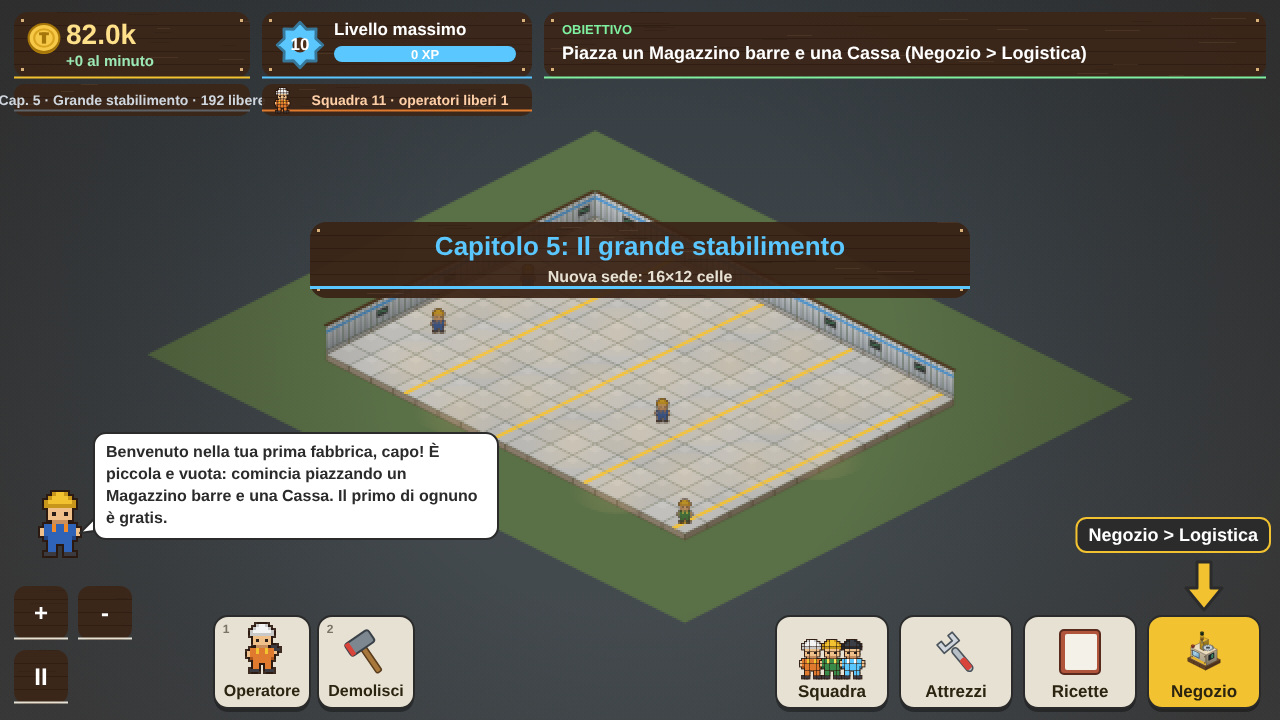 82.0k
+0 al minuto
10
Livello massimo
0 XP
OBIETTIVO
Piazza un Magazzino barre e una Cassa (Negozio > Logistica)
Cap. 5 · Grande stabilimento · 192 libere
Squadra 11 · operatori liberi 1
Capitolo 5: Il grande stabilimento
Nuova sede: 16×12 celle
Benvenuto nella tua prima fabbrica, capo! È
piccola e vuota: comincia piazzando un
Magazzino barre e una Cassa. Il primo di ognuno
è gratis.
Negozio > Logistica
+
-
II
1
Operatore
2
Demolisci
Squadra
Attrezzi
Ricette
Negozio